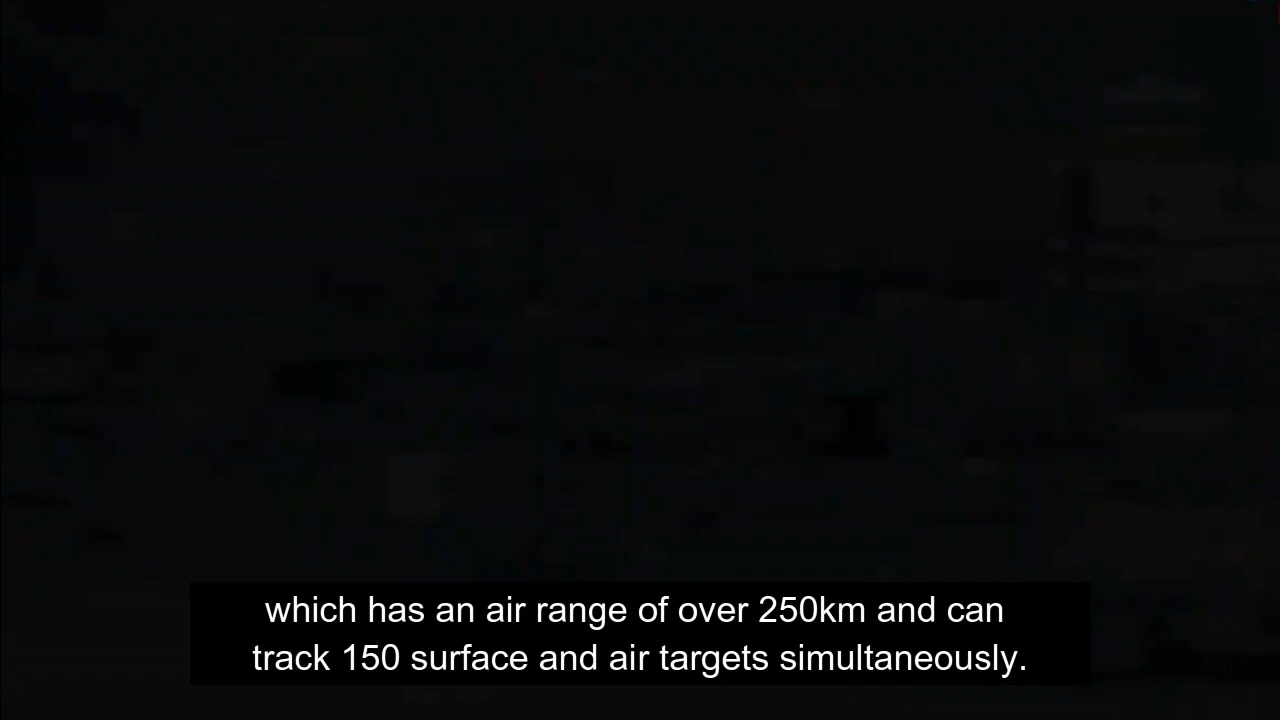 which has an air range of over 250km and can
track 150 surface and air targets simultaneously.